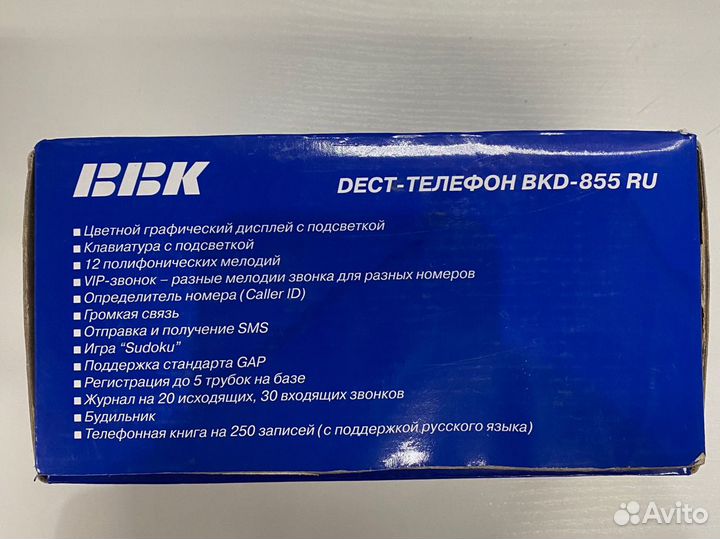 BBK
DECT-ТЕЛЕФОН BKD-855 RU
■ Цветной графический дисплей с подсветкой
■ Клавиатура с подсветкой
■ 12 полифонических мелодий
■ VIP-звонок – разные мелодии звонка для разных номеров
■ Определитель номера (Caller ID)
■ Громкая связь
■ Отправка и получение SMS
■ Игра “Sudoku”
■ Поддержка стандарта GAP
■ Регистрация до 5 трубок на базе
■ Журнал на 20 исходящих, 30 входящих звонков
■ Будильник
■ Телефонная книга на 250 записей (с поддержкой русского языка)
Avito